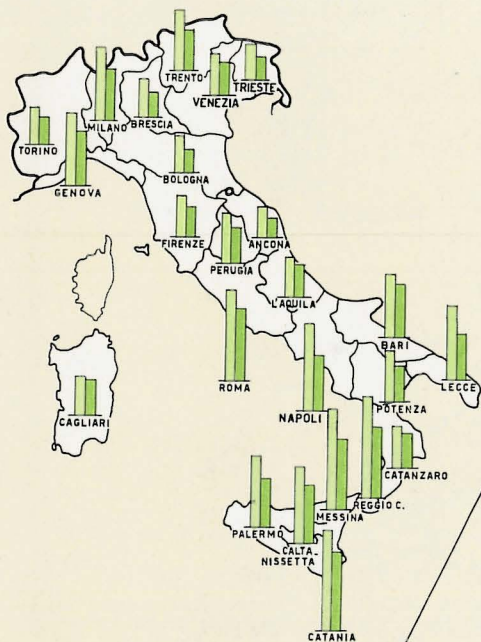 TRENTO
TRIESTE
VENEZIA
MILANO
BRESCIA
TORINO
GENOVA
BOLOGNA
FIRENZE
ANCONA
PERUGIA
L'AQUILA
BARI
ROMA
LECCE
NAPOLI
POTENZA
CAGLIARI
CATANZARO
REGGIO C.
MESSINA
PALERMO
CALTA-
NISSETTA
CATANIA